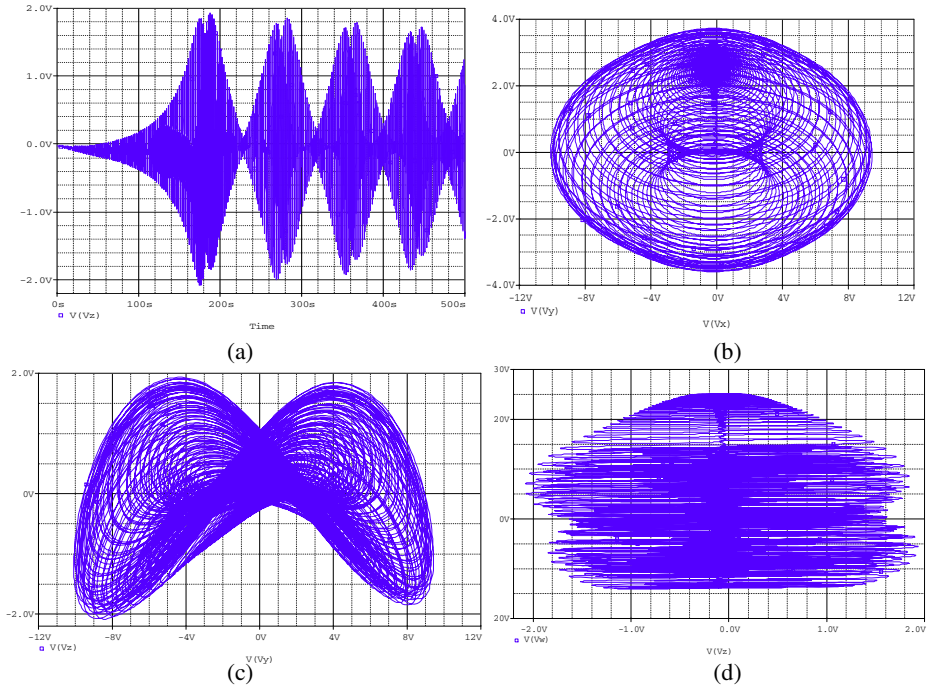 2.0V
1.0V
0.0V
-1.0V
-2.0V
0s 100s 200s 300s 400s 500s
V(Vz)
Time
(a)
4.0V
2.0V
0V
-2.0V
-4.0V
-12V -8V -4V 0V 4V 8V 12V
V(Vy)
V(Vx)
(b)
2.0V
0V
-2.0V
-12V -8V -4V 0V 4V 8V 12V
V(Vz)
V(Vy)
(c)
30V
20V
0V
20V
-2.0V -1.0V 0.0V 1.0V 2.0V
V(Vw)
V(Vz)
(d)